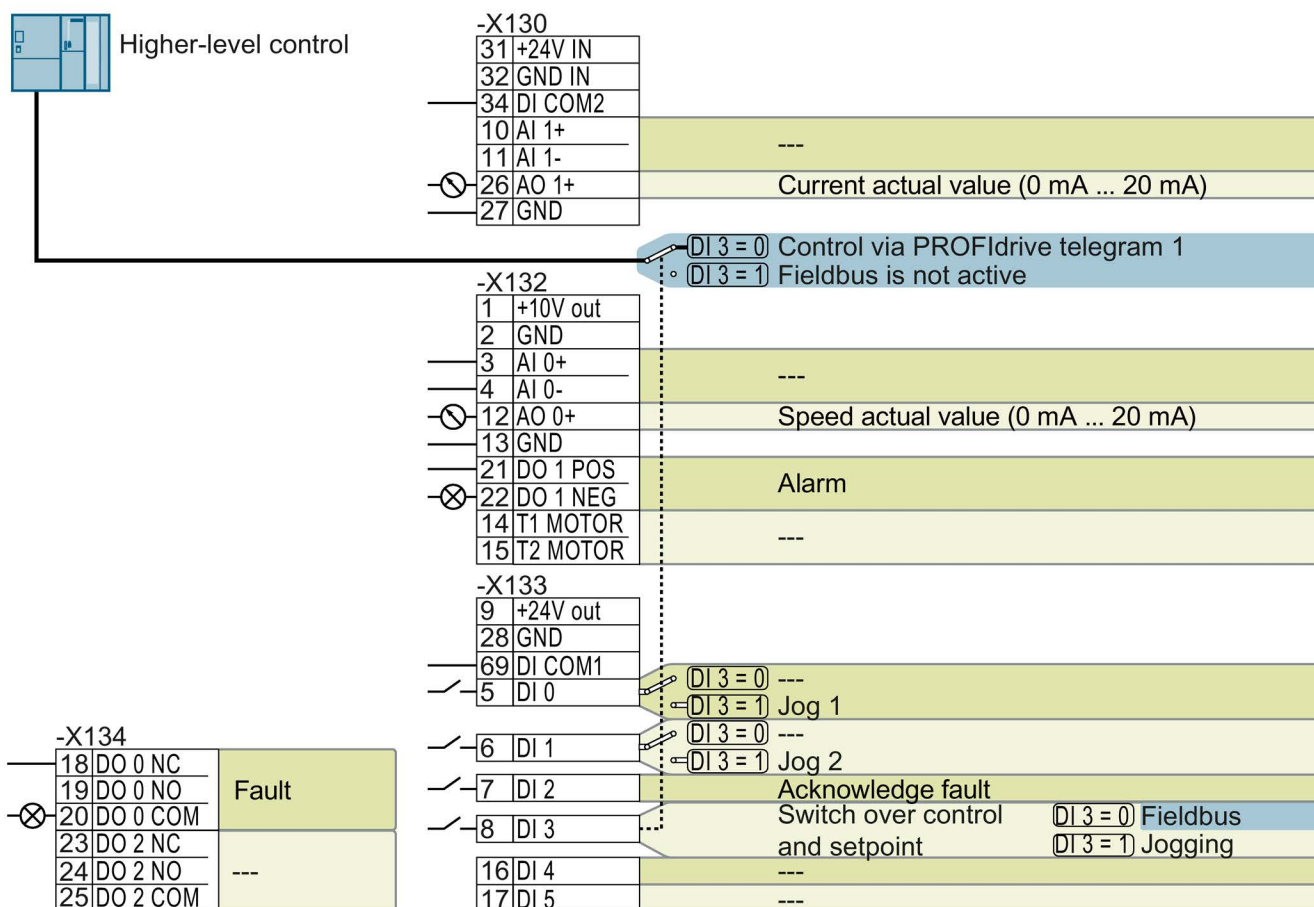 Higher-level control
-X130
31 +24V IN
32 GND IN
34 DI COM2
10 AI 1+
---
11 AI 1-
26 AO 1+ Current actual value (0 mA ... 20 mA)
27 GND
DI 3 = 0 Control via PROFIdrive telegram 1
DI 3 = 1 Fieldbus is not active
-X132
1 +10V out
2 GND
3 AI 0+
---
4 AI 0-
12 AO 0+ Speed actual value (0 mA ... 20 mA)
13 GND
21 DO 1 POS
Alarm
22 DO 1 NEG
14 T1 MOTOR
---
15 T2 MOTOR
-X133
9 +24V out
28 GND
69 DI COM1
5 DI 0
DI 3 = 0 ---
DI 3 = 1 Jog 1
6 DI 1
DI 3 = 0 ---
DI 3 = 1 Jog 2
7 DI 2 Acknowledge fault
8 DI 3
Switch over control DI 3 = 0 Fieldbus
and setpoint DI 3 = 1 Jogging
16 DI 4 ---
17 DI 5 ---
-X134
18 DO 0 NC
19 DO 0 NO Fault
20 DO 0 COM
23 DO 2 NC
24 DO 2 NO ---
25 DO 2 COM